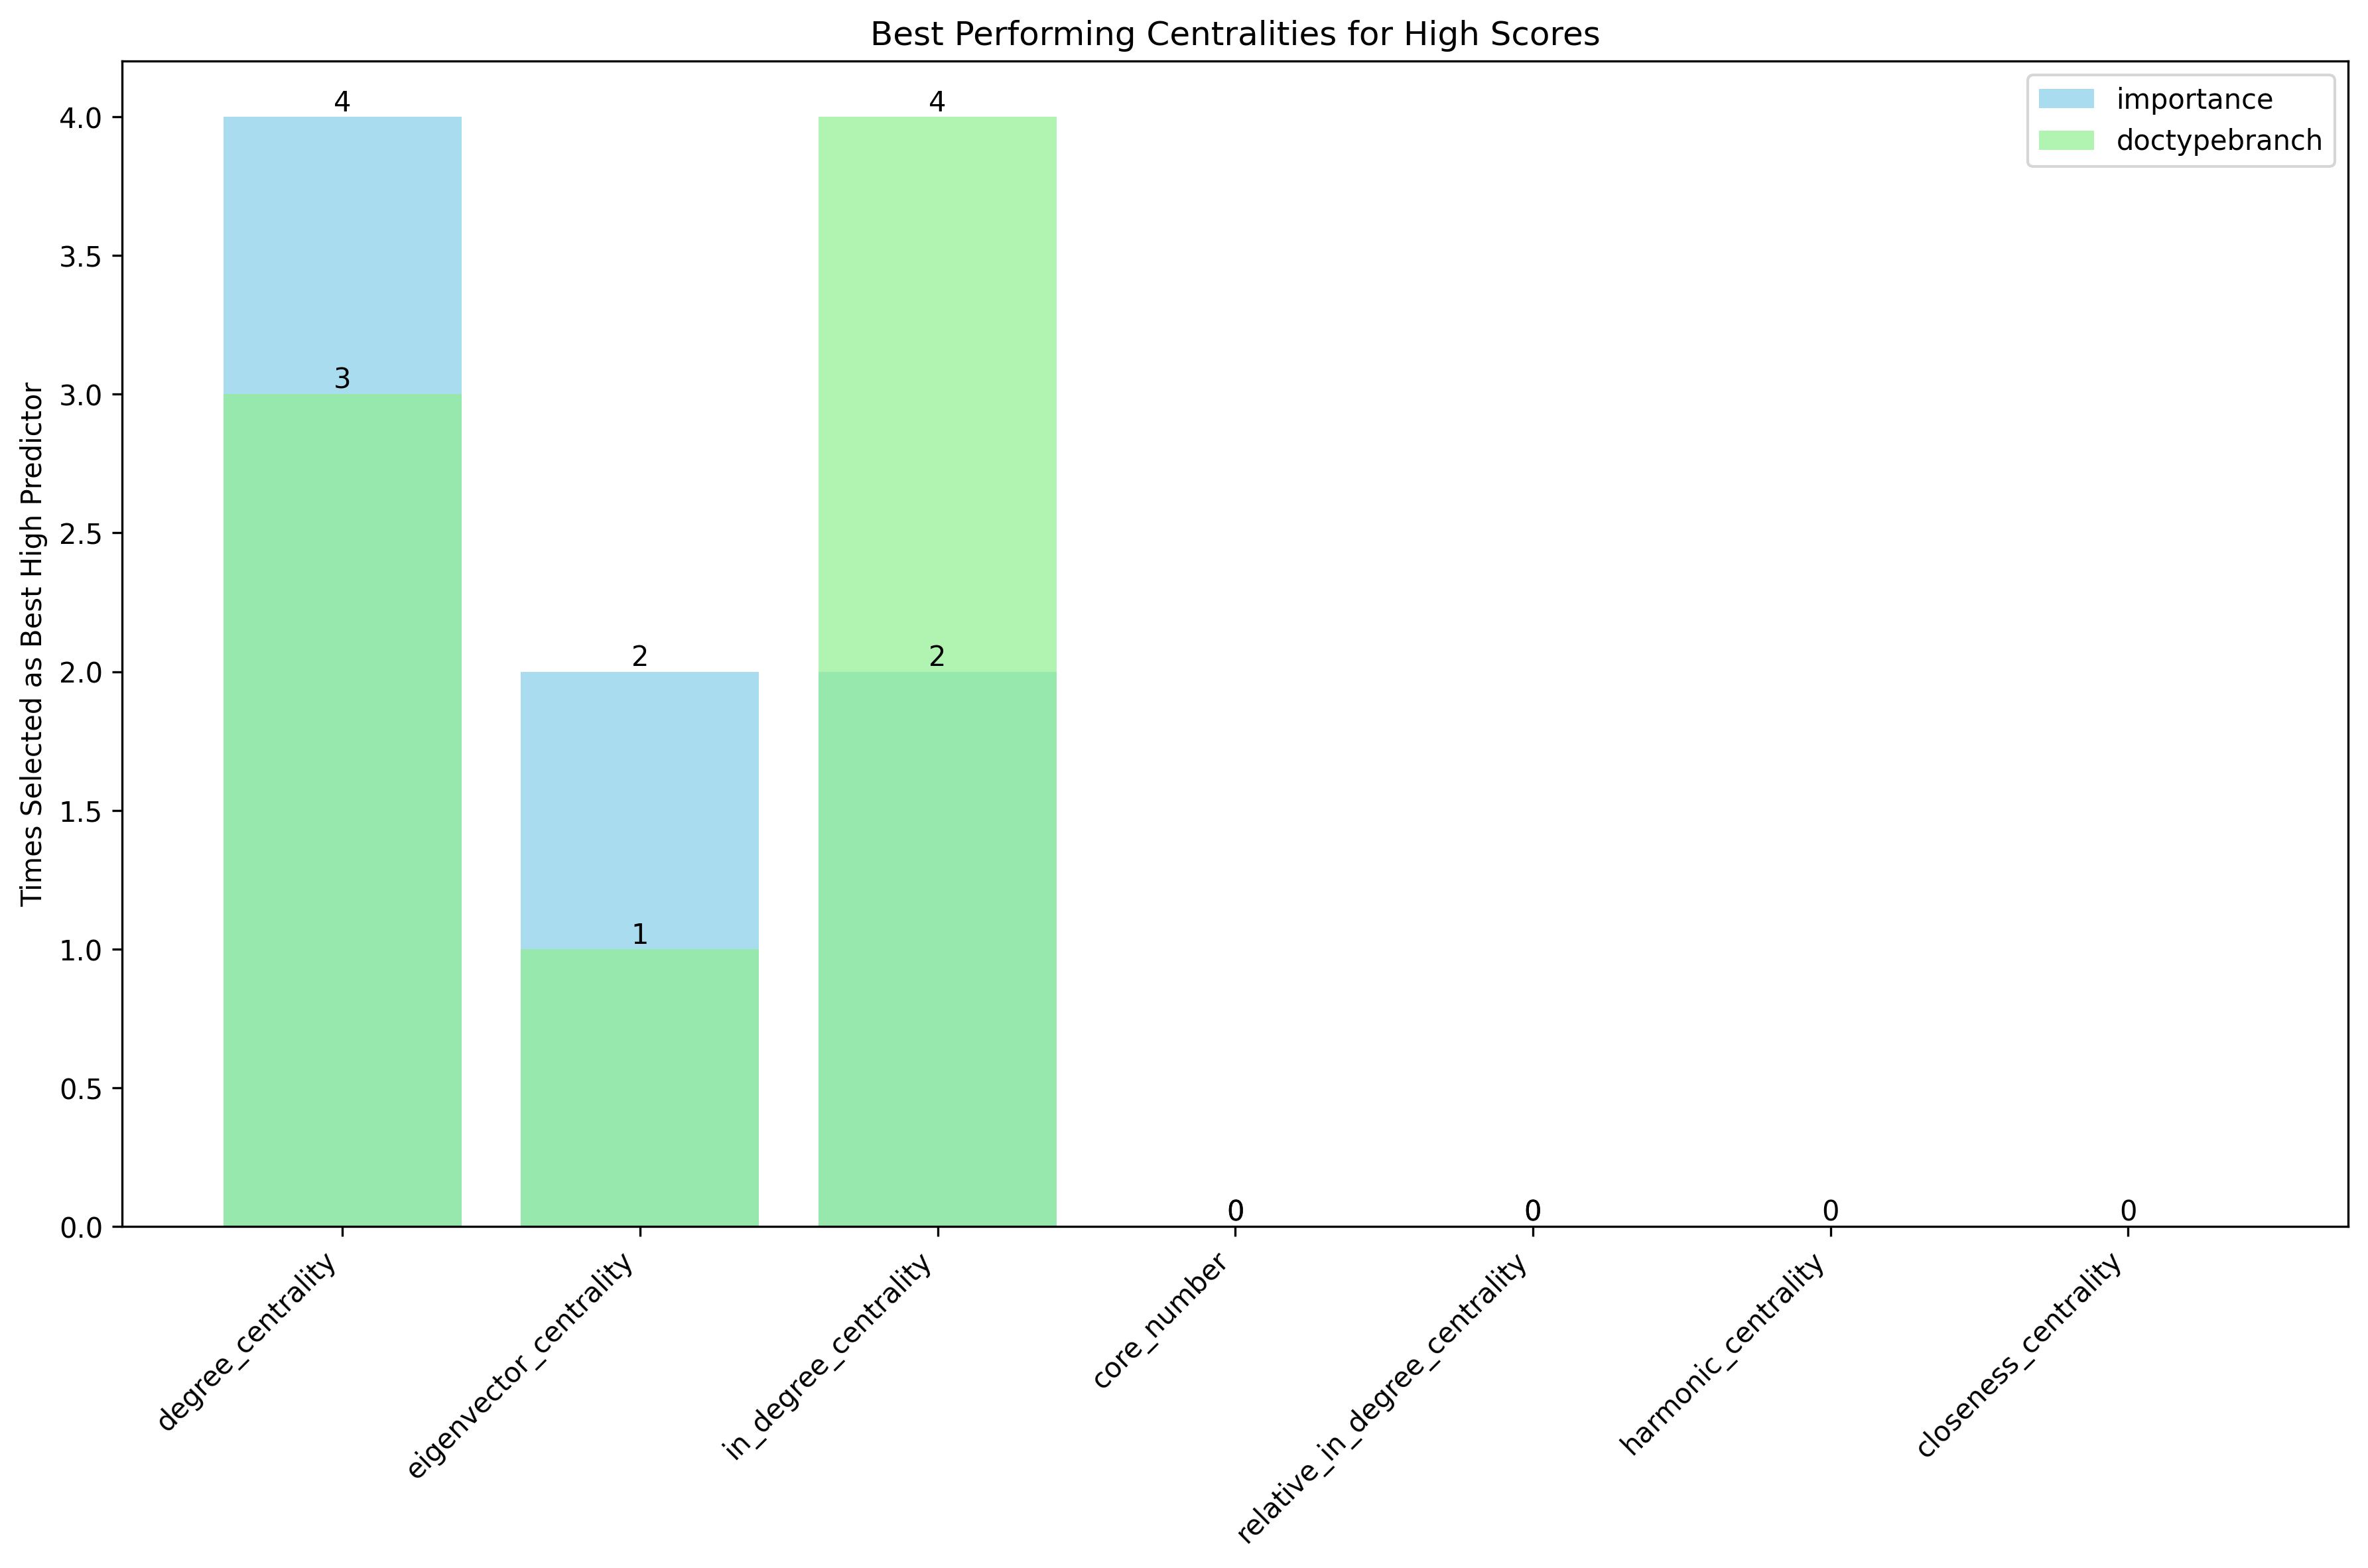 Best Performing Centralities for High Scores
importance
doctypebranch
Times Selected as Best High Predictor
4.0
3.5
3.0
2.5
2.0
1.5
1.0
0.5
0.0
4
3
2
1
4
2
0
0
0
0
degree_centrality
eigenvector_centrality
in_degree_centrality
core_number
relative_in_degree_centrality
harmonic_centrality
closeness_centrality